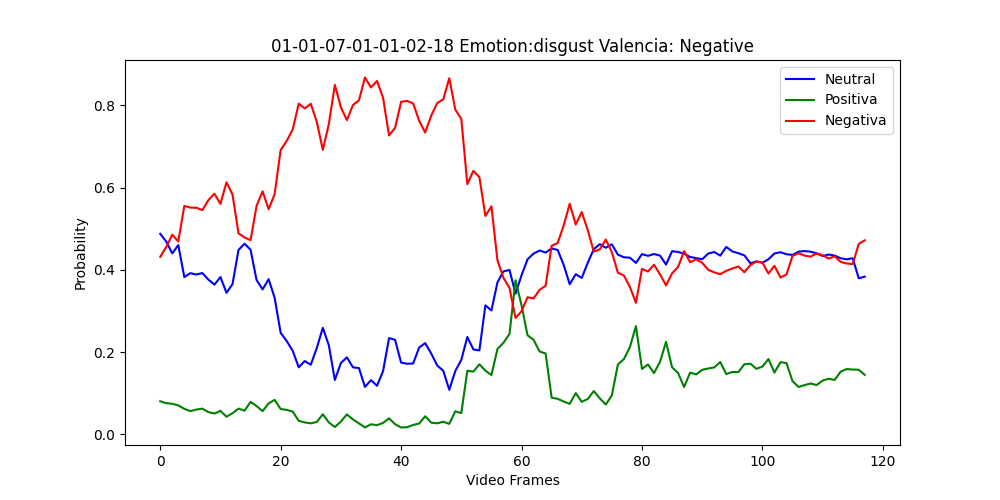 01-01-07-01-01-02-18 Emotion:disgust Valencia: Negative
Neutral
Positiva
Negativa
Probability
0.8
0.6
0.4
0.2
0.0
0 20 40 60 80 100 120
Video Frames